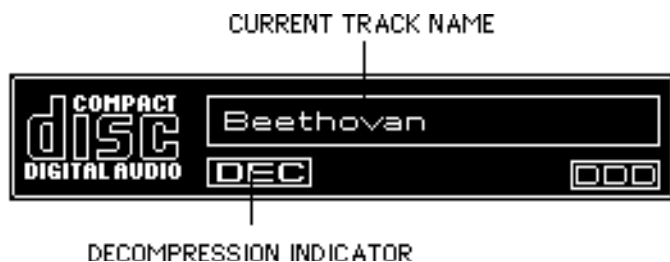 CURRENT TRACK NAME
COMPACT
disc
DIGITAL AUDIO
Beethovan
DEC
DDD
DECOMPRESSION INDICATOR